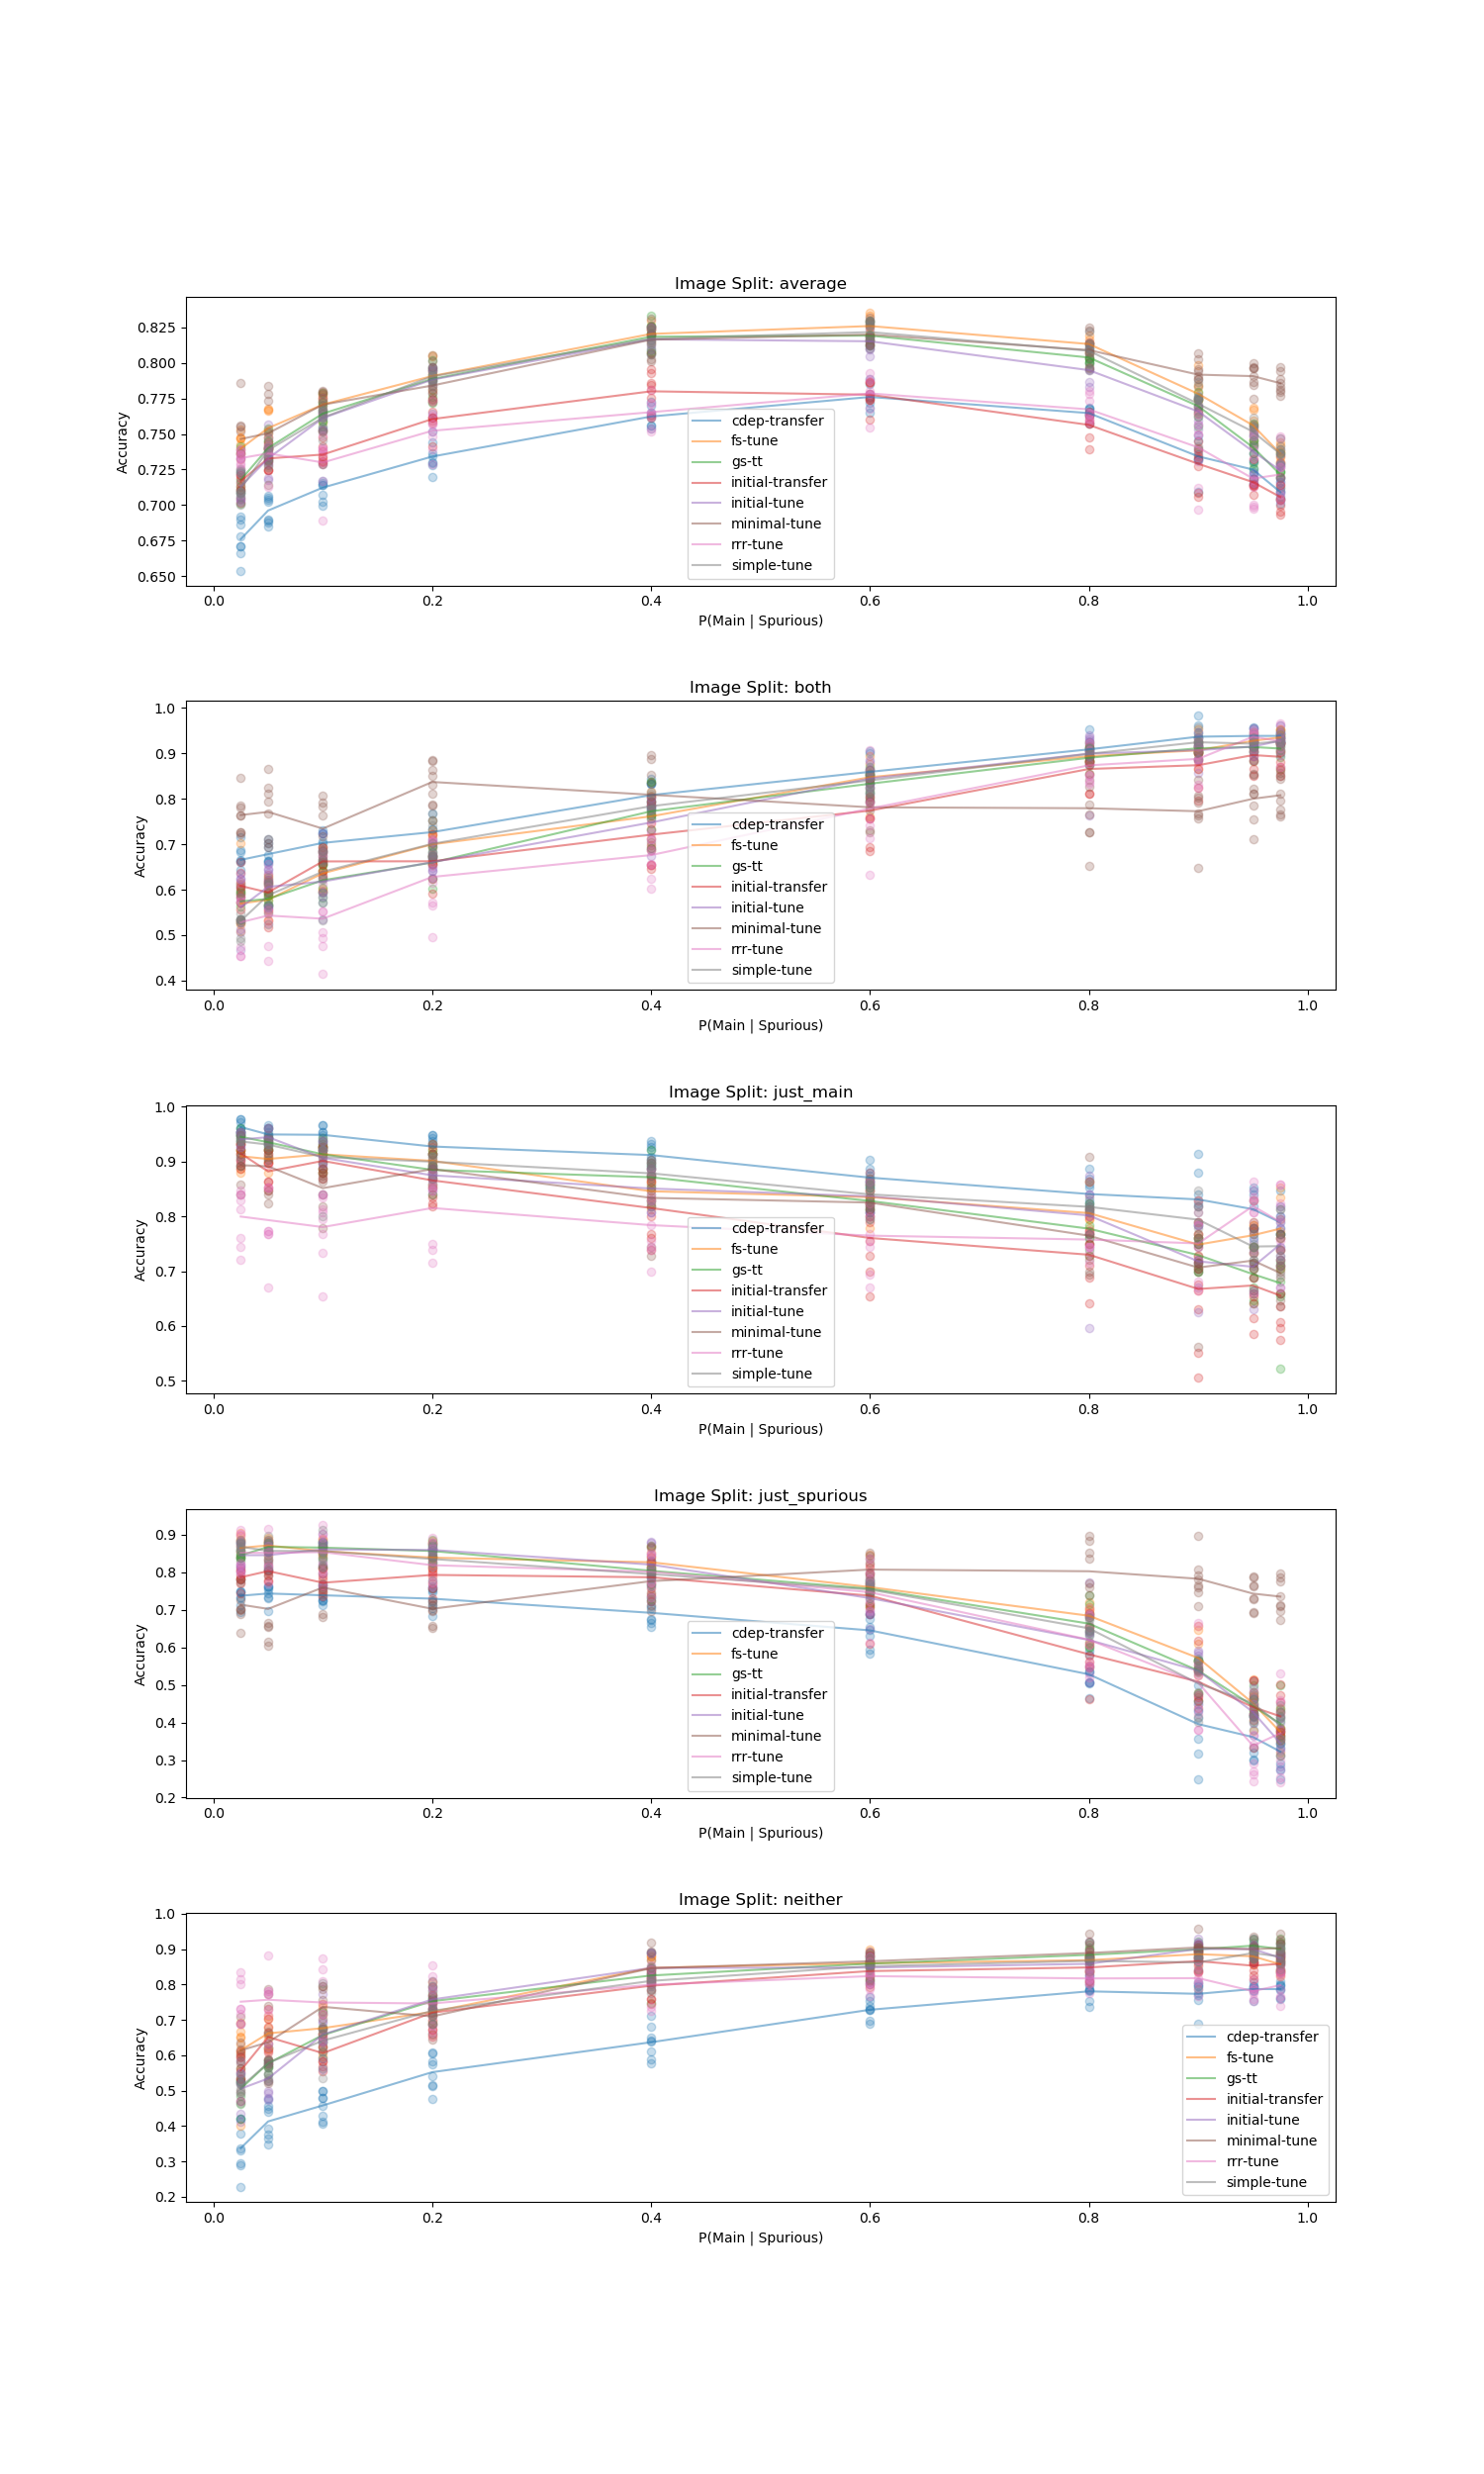 Image Split: average
Accuracy
0.825
0.800
0.775
0.750
0.725
0.700
0.675
0.650
cdep-transfer
fs-tune
gs-tt
initial-transfer
initial-tune
minimal-tune
rrr-tune
simple-tune
0.0 0.2 0.4 0.6 0.8 1.0
P(Main | Spurious)
Image Split: both
Accuracy
1.0
0.9
0.8
0.7
0.6
0.5
0.4
cdep-transfer
fs-tune
gs-tt
initial-transfer
initial-tune
minimal-tune
rrr-tune
simple-tune
0.0 0.2 0.4 0.6 0.8 1.0
P(Main | Spurious)
Image Split: just_main
Accuracy
1.0
0.9
0.8
0.7
0.6
0.5
cdep-transfer
fs-tune
gs-tt
initial-transfer
initial-tune
minimal-tune
rrr-tune
simple-tune
0.0 0.2 0.4 0.6 0.8 1.0
P(Main | Spurious)
Image Split: just_spurious
Accuracy
0.9
0.8
0.7
0.6
0.5
0.4
0.3
0.2
cdep-transfer
fs-tune
gs-tt
initial-transfer
initial-tune
minimal-tune
rrr-tune
simple-tune
0.0 0.2 0.4 0.6 0.8 1.0
P(Main | Spurious)
Image Split: neither
Accuracy
1.0
0.9
0.8
0.7
0.6
0.5
0.4
0.3
0.2
cdep-transfer
fs-tune
gs-tt
initial-transfer
initial-tune
minimal-tune
rrr-tune
simple-tune
0.0 0.2 0.4 0.6 0.8 1.0
P(Main | Spurious)